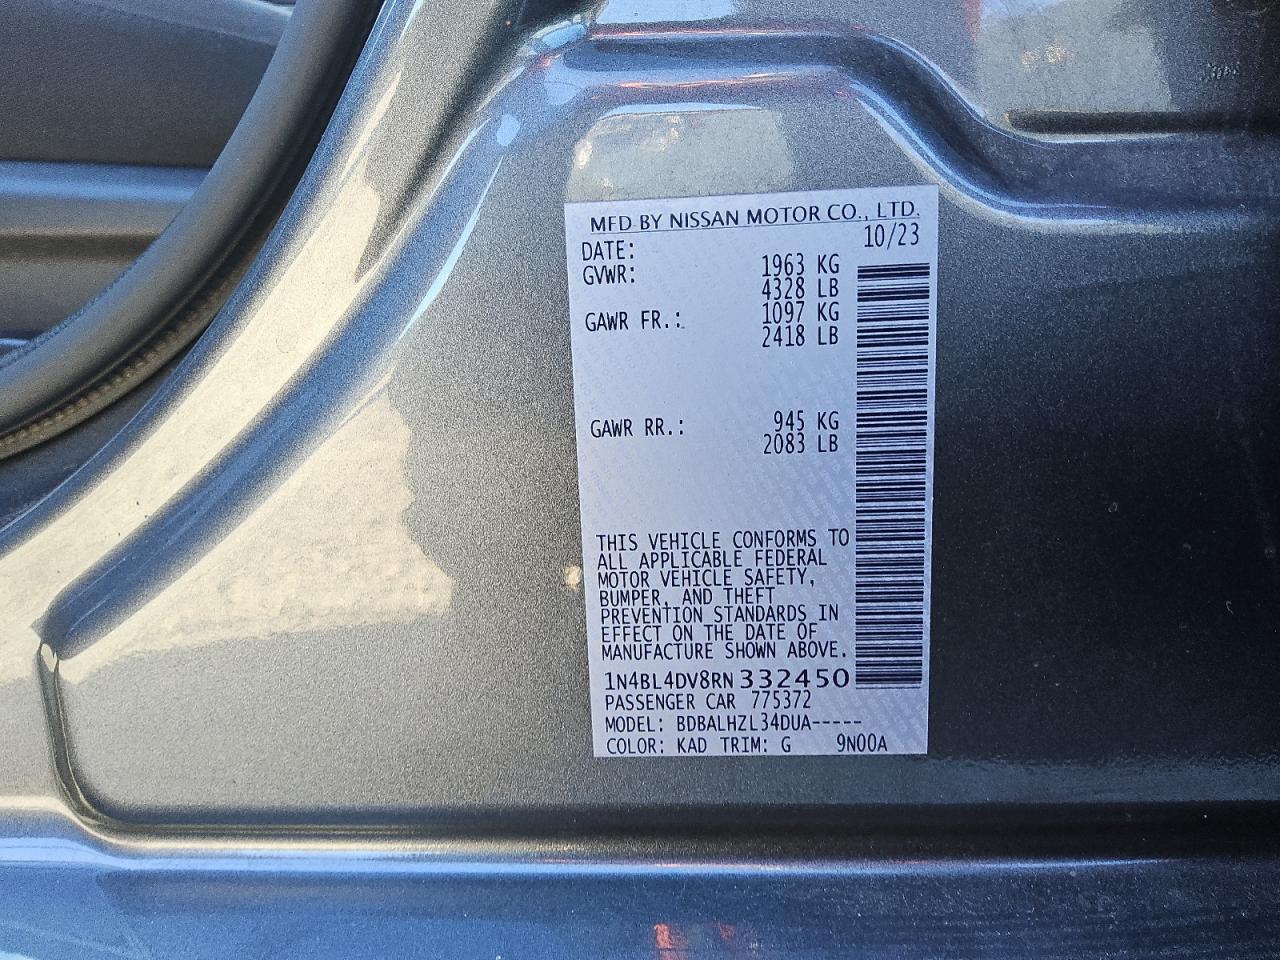 MFD BY NISSAN MOTOR CO., LTD.
DATE: 10/23
GVWR: 1963 KG
4328 LB
GAWR FR.: 1097 KG
2418 LB
GAWR RR.: 945 KG
2083 LB
THIS VEHICLE CONFORMS TO
ALL APPLICABLE FEDERAL
MOTOR VEHICLE SAFETY,
BUMPER, AND THEFT
PREVENTION STANDARDS IN
EFFECT ON THE DATE OF
MANUFACTURE SHOWN ABOVE.
1N4BL4DV8RN332450
PASSENGER CAR 775372
MODEL: BDBALHZL34DUA-----
COLOR: KAD TRIM: G 9N00A